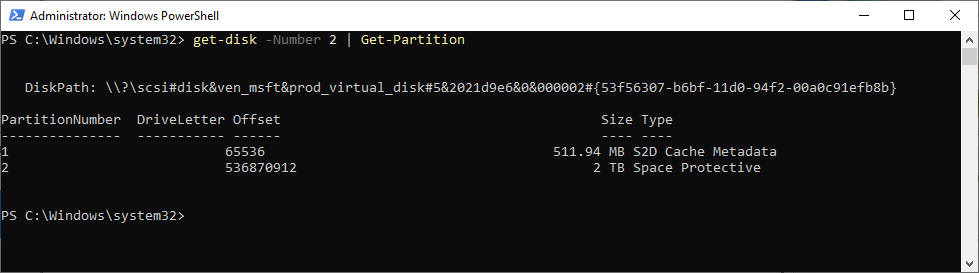 Administrator: Windows PowerShell
PS C:\Windows\system32> get-disk -Number 2 | Get-Partition
DiskPath: \\?\scsi#disk&ven_msft&prod_virtual_disk#5&2021d9e6&0&000002#{53f56307-b6bf-11d0-94f2-00a0c91efb8b}
PartitionNumber  DriveLetter Offset                                        Size Type
---------------  ----------- ------                                        ---- ----
1                            65536                                    511.94 MB S2D Cache Metadata
2                            536870912                                     2 TB Space Protective
PS C:\Windows\system32>